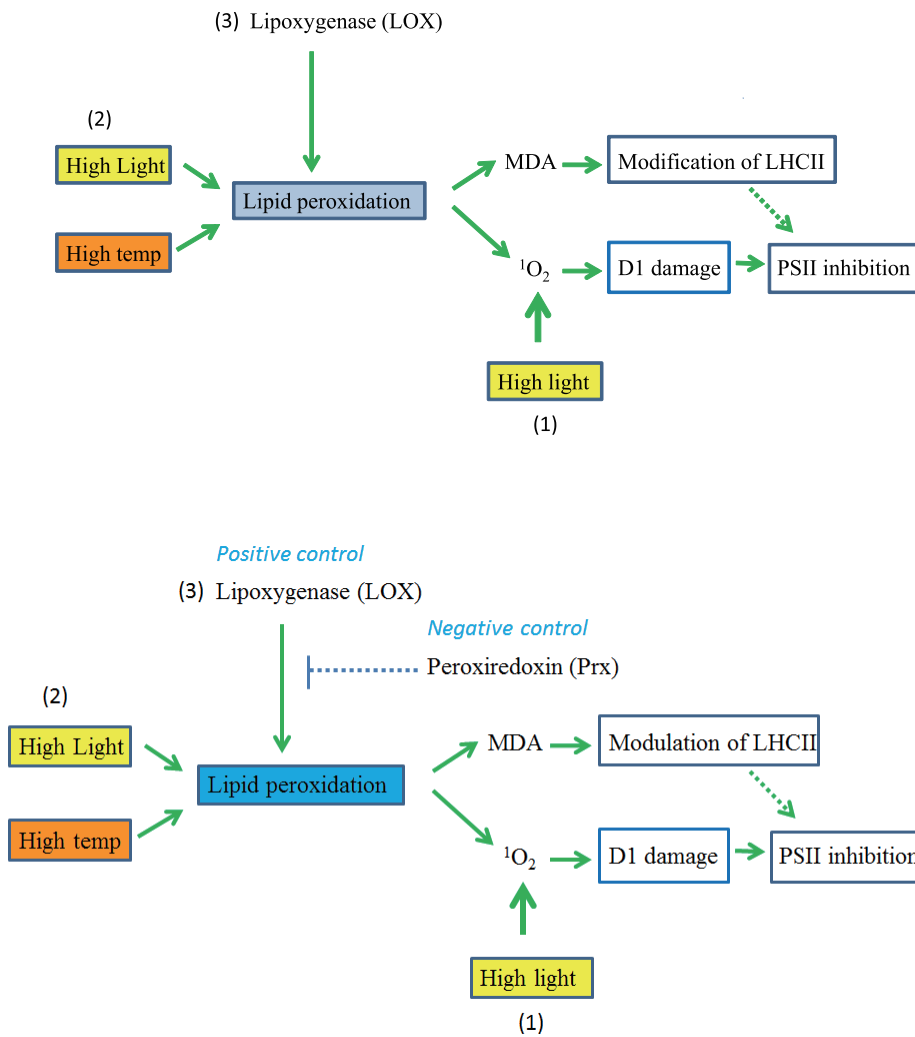 (3) Lipoxygenase (LOX)
(2)
High Light
MDA
Modification of LHCII
Lipid peroxidation
High temp
¹O₂
D1 damage
PSII inhibition
High light
(1)
Positive control
(3) Lipoxygenase (LOX)
Negative control
Peroxiredoxin (Prx)
(2)
High Light
MDA
Modulation of LHCII
Lipid peroxidation
High temp
¹O₂
D1 damage
PSII inhibition
High light
(1)